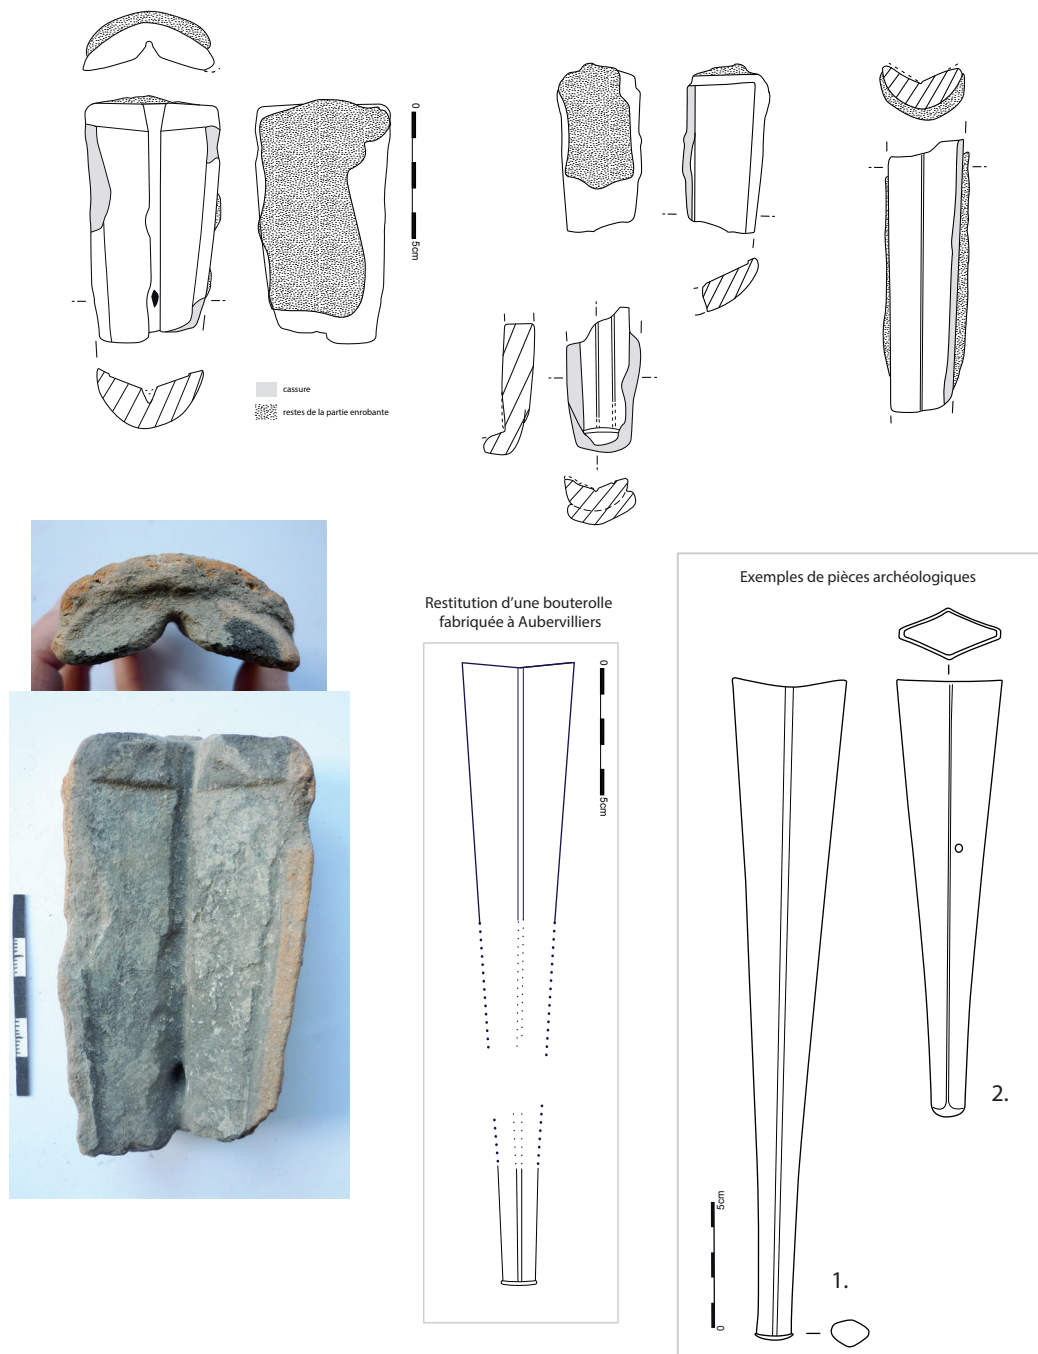 0
5cm
cassure
restes de la partie enrobante
Restitution d’une bouterolle
fabriquée à Aubervilliers
0
5cm
Exemples de pièces archéologiques
2.
1.
5cm
0